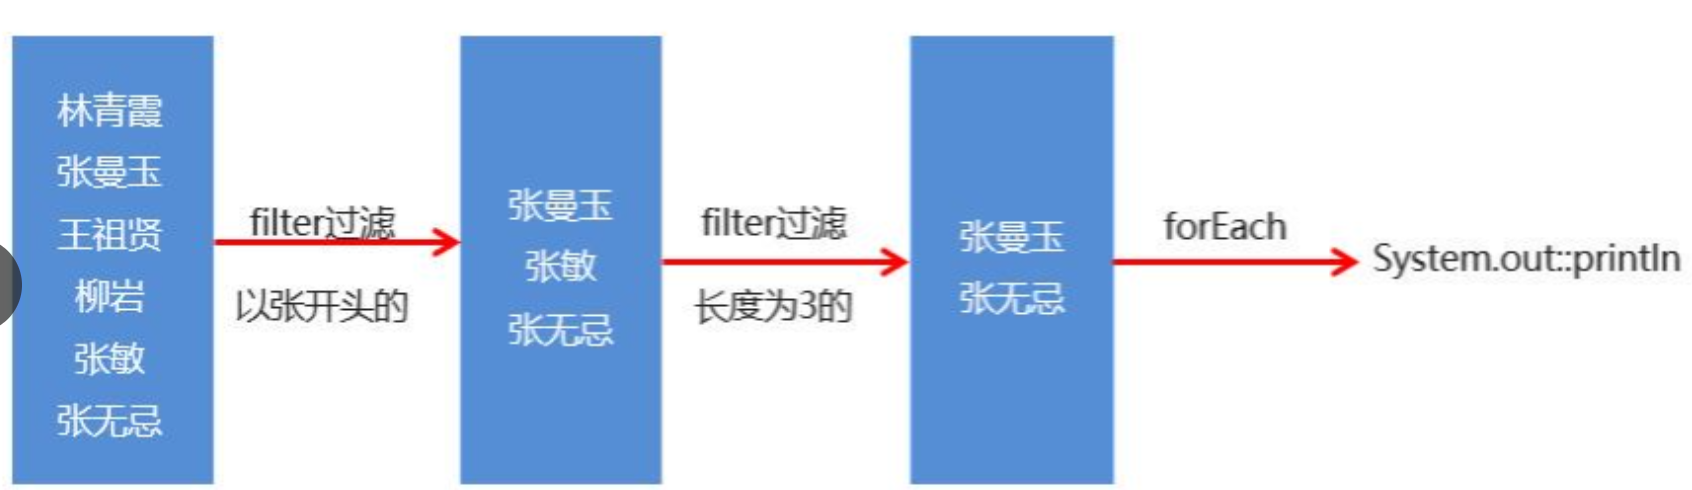 林青霞
张曼玉
王祖贤
柳岩
张敏
张无忌
filter过滤
以张开头的
张曼玉
张敏
张无忌
filter过滤
长度为3的
张曼玉
张无忌
forEach
System.out::println